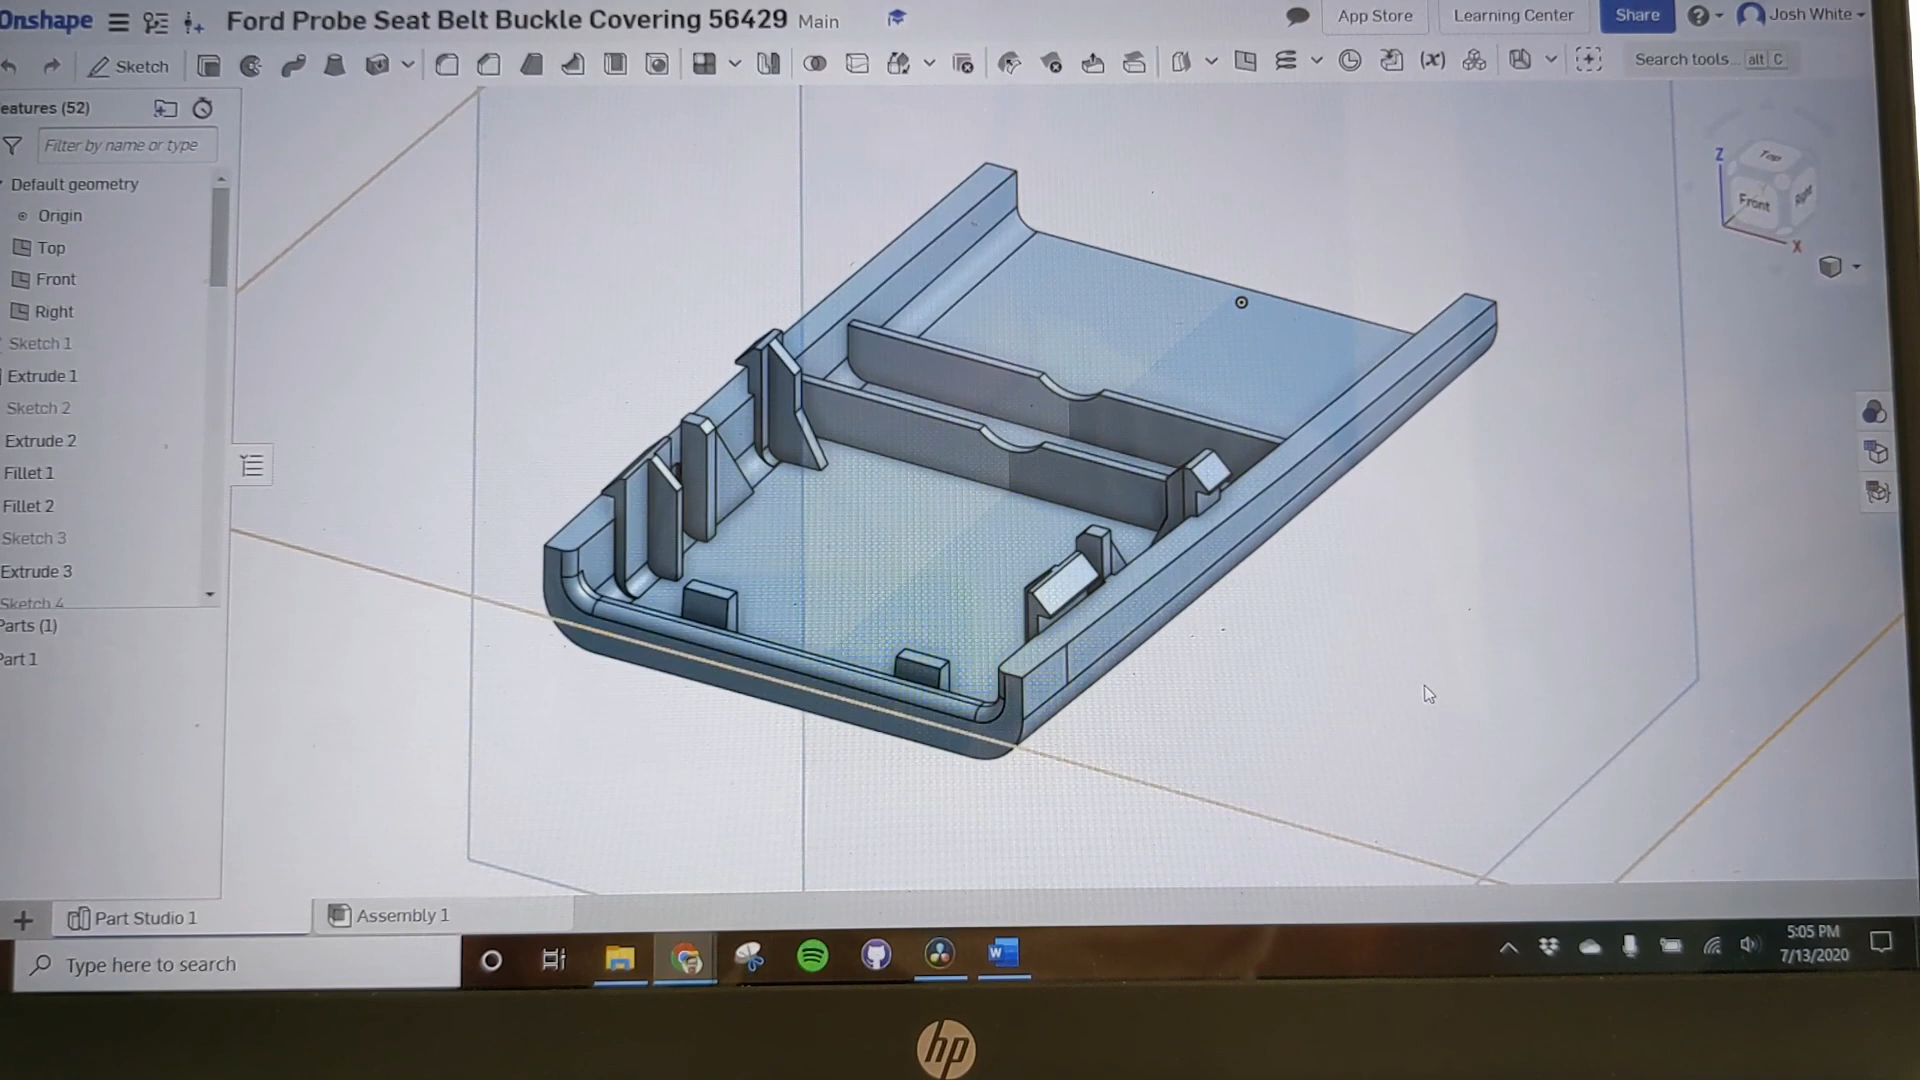 Onshape Ford Probe Seat Belt Buckle Covering 56429 Main App Store Learning Center Share Josh White
Sketch Search tools... alt C
eatures (52)
Filter by name or type
Default geometry
Origin
Top
Front
Right
Sketch 1
Extrude 1
Sketch 2
Extrude 2
Fillet 1
Fillet 2
Sketch 3
Extrude 3
Sketch 4
Parts (1)
Part 1
Z
Top
Front
Right
X
Part Studio 1
Assembly 1
Type here to search
W
5:05 PM
7/13/2020
hp